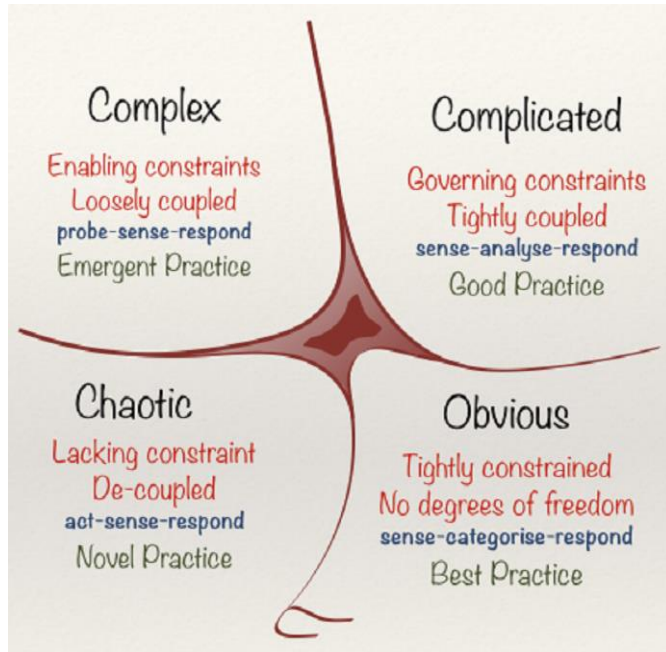 Complex
Enabling constraints
Loosely coupled
probe-sense-respond
Emergent Practice
Complicated
Governing constraints
Tightly coupled
sense-analyse-respond
Good Practice
Chaotic
Lacking constraint
De-coupled
act-sense-respond
Novel Practice
Obvious
Tightly constrained
No degrees of freedom
sense-categorise-respond
Best Practice